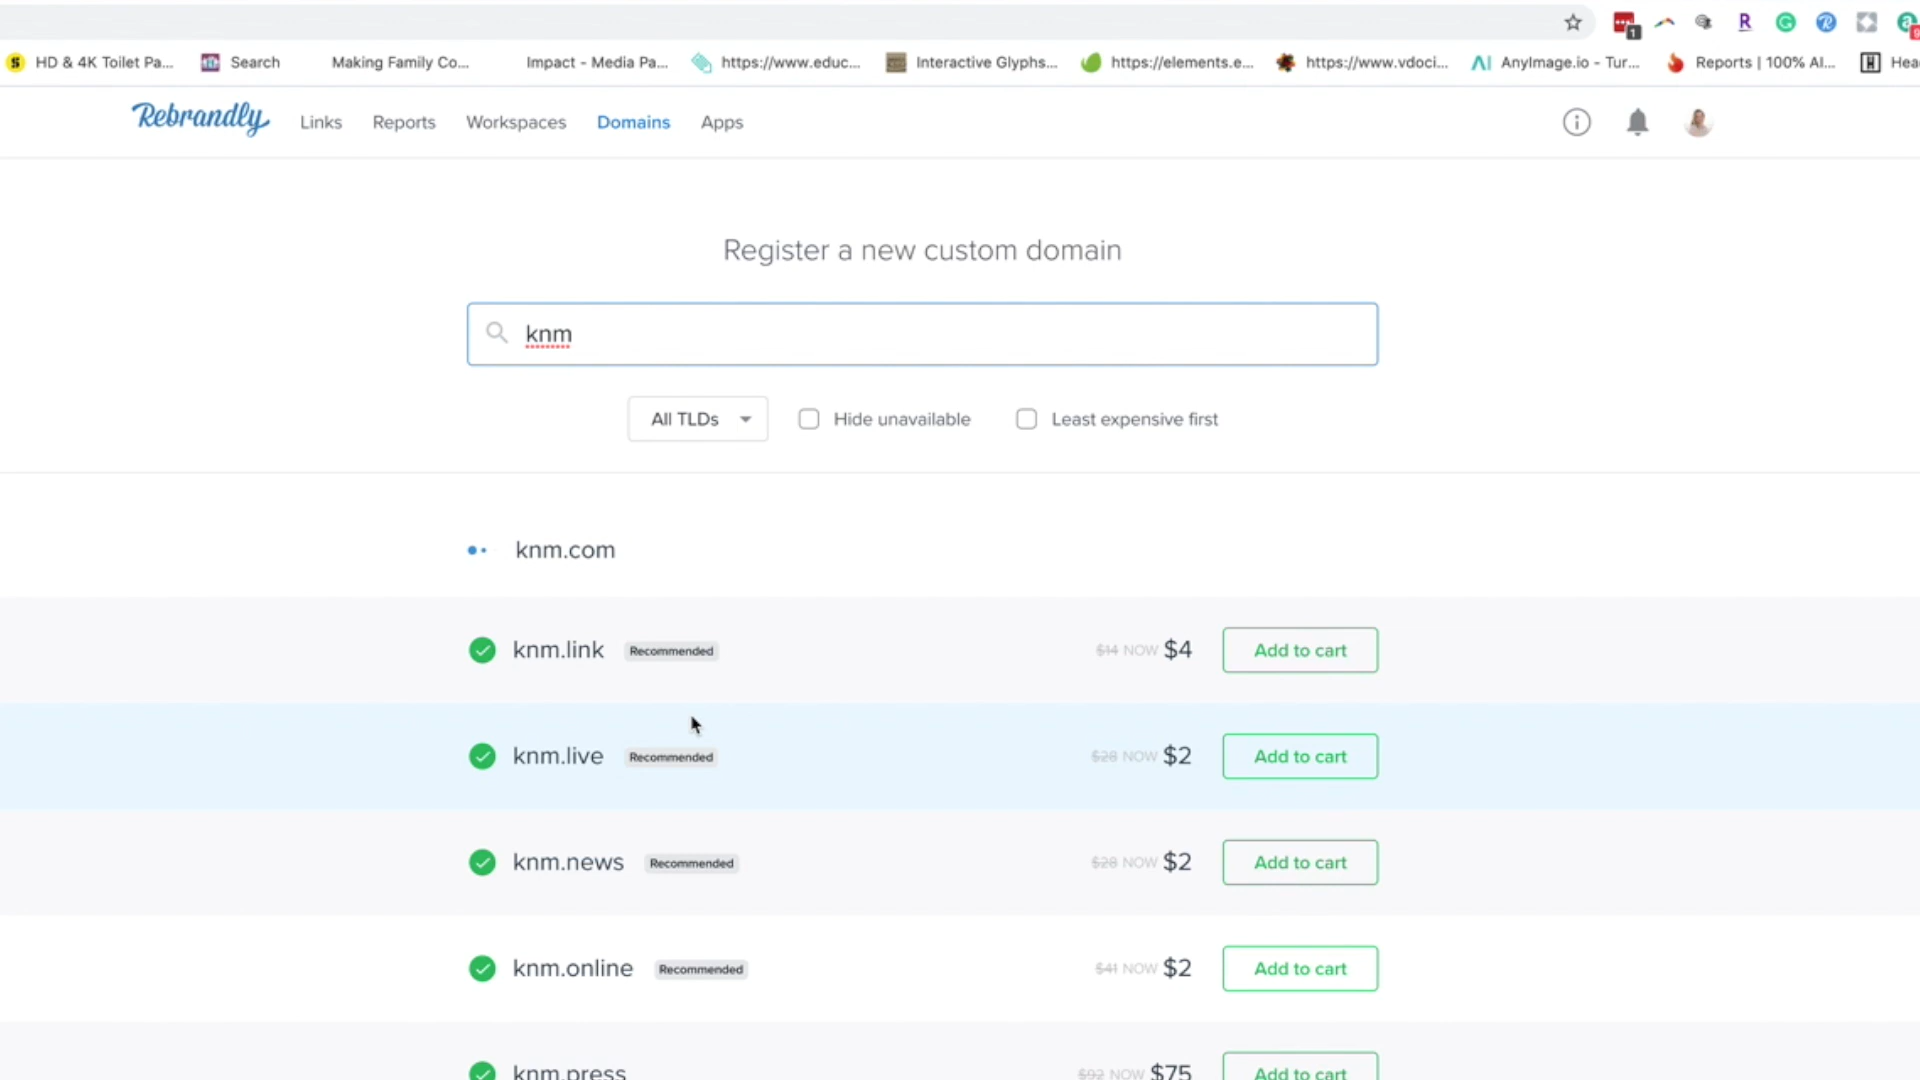 HD & 4K Toilet Pa...
Search
Making Family Co...
Impact - Media Pa...
https://www.educ...
Interactive Glyphs...
https://elements.e...
https://www.vdoci...
AnyImage.io - Tur...
Reports | 100% Al...
Hea
Rebrandly
Links
Reports
Workspaces
Domains
Apps
Register a new custom domain
knm
All TLDs
Hide unavailable
Least expensive first
knm.com
knm.link Recommended $14 NOW $4 Add to cart
knm.live Recommended $28 NOW $2 Add to cart
knm.news Recommended $28 NOW $2 Add to cart
knm.online Recommended $41 NOW $2 Add to cart
knm.press $92 NOW $75 Add to cart